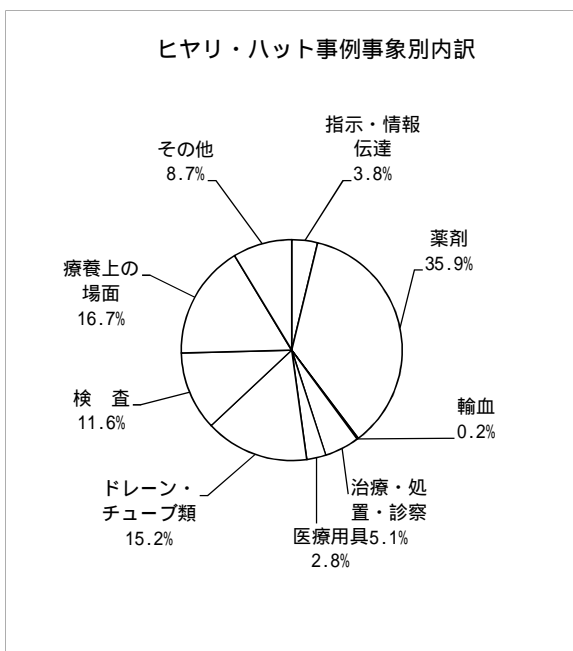 ヒヤリ・ハット事例事象別内訳
指示・情報
伝達
3.8%
薬剤
35.9%
輸血
0.2%
治療・処
置・診察
5.1%
医療用具
2.8%
ドレーン・
チューブ類
15.2%
検　査
11.6%
療養上の
場面
16.7%
その他
8.7%